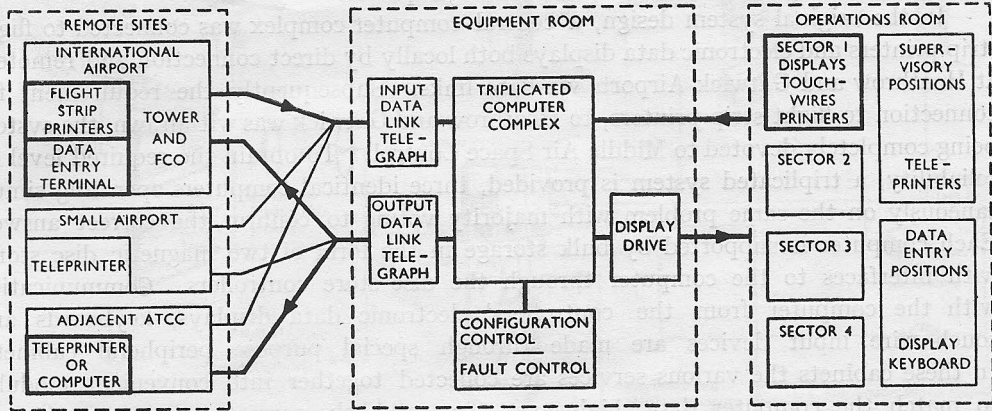 REMOTE SITES
INTERNATIONAL
AIRPORT
FLIGHT
STRIP
PRINTERS
DATA
ENTRY
TERMINAL
TOWER
AND
FCO
SMALL AIRPORT
TELEPRINTER
ADJACENT ATCC
TELEPRINTER
OR COMPUTER
EQUIPMENT ROOM
INPUT
DATA
LINK
TELE-
GRAPH
TRIPLICATED
COMPUTER
COMPLEX
OUTPUT
DATA
LINK
TELE-
GRAPH
DISPLAY
DRIVE
CONFIGURATION
CONTROL
FAULT CONTROL
OPERATIONS ROOM
SECTOR
DISPLAYS
TOUCH-
WIRES
PRINTERS
SECTOR 2
SECTOR 3
SECTOR 4
SUPER-
VISORY
POSITIONS
TELE-
PRINTERS
DATA
ENTRY
POSITIONS
DISPLAY
KEYBOARD